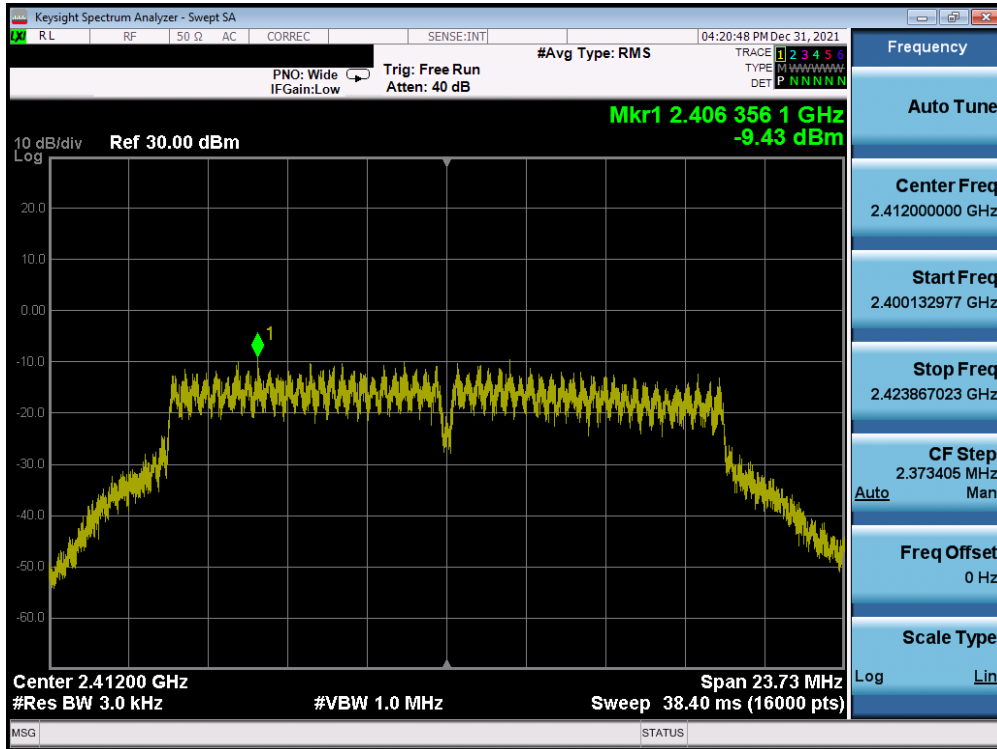 Keysight Spectrum Analyzer - Swept SA
LXI RL RF 50 Ω AC CORREC SENSE:INT 04:20:48 PM Dec 31, 2021
Frequency
#Avg Type: RMS
TRACE 1 2 3 4 5 6
PNO: Wide Trig: Free Run
TYPE M WWWWW
IFGain:Low Atten: 40 dB
DET P N N N N N
Auto Tune
Mkr1 2.406 356 1 GHz
-9.43 dBm
10 dB/div Ref 30.00 dBm
Log
Center Freq
2.412000000 GHz
20.0
10.0
Start Freq
2.400132977 GHz
0.00
1
-10.0
Stop Freq
2.423867023 GHz
-20.0
-30.0
CF Step
2.373405 MHz
Auto Man
-40.0
-50.0
Freq Offset
0 Hz
-60.0
Scale Type
Log Lin
Center 2.41200 GHz Span 23.73 MHz
#Res BW 3.0 kHz #VBW 1.0 MHz Sweep 38.40 ms (16000 pts)
MSG STATUS